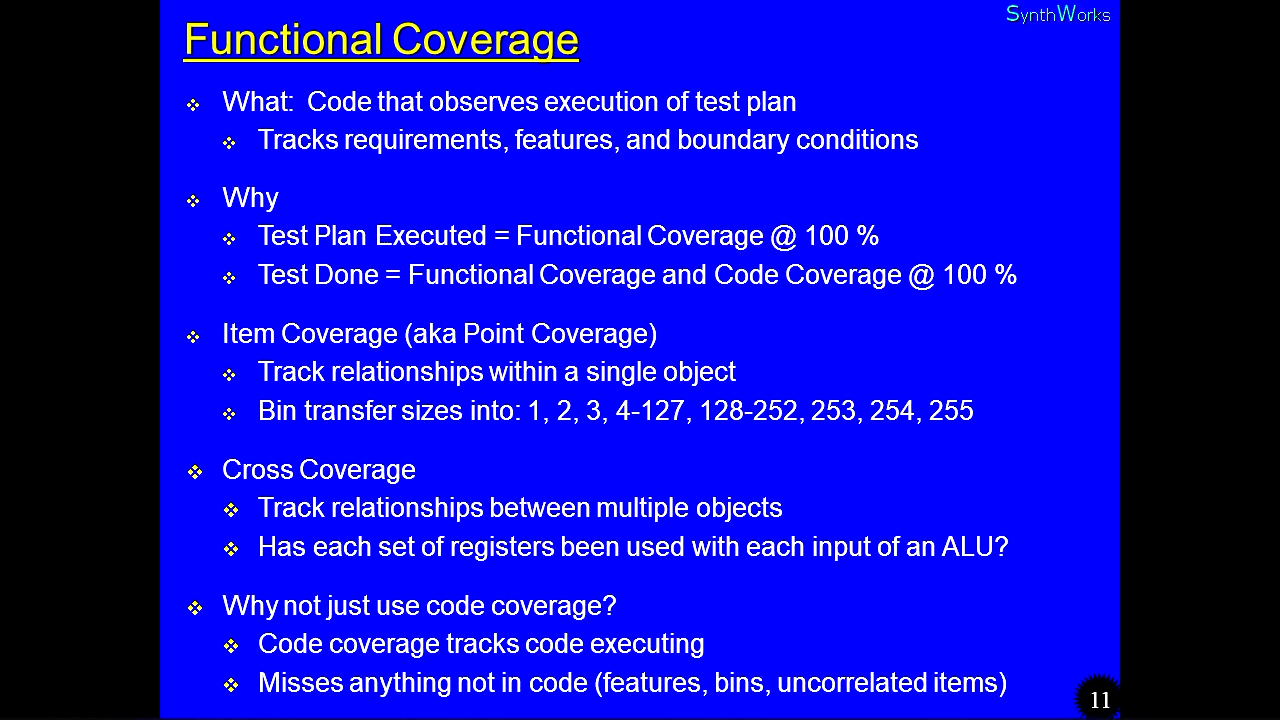 SynthWorks
Functional Coverage
What: Code that observes execution of test plan
Tracks requirements, features, and boundary conditions
Why
Test Plan Executed = Functional Coverage @ 100 %
Test Done = Functional Coverage and Code Coverage @ 100 %
Item Coverage (aka Point Coverage)
Track relationships within a single object
Bin transfer sizes into: 1, 2, 3, 4-127, 128-252, 253, 254, 255
Cross Coverage
Track relationships between multiple objects
Has each set of registers been used with each input of an ALU?
Why not just use code coverage?
Code coverage tracks code executing
Misses anything not in code (features, bins, uncorrelated items)
11